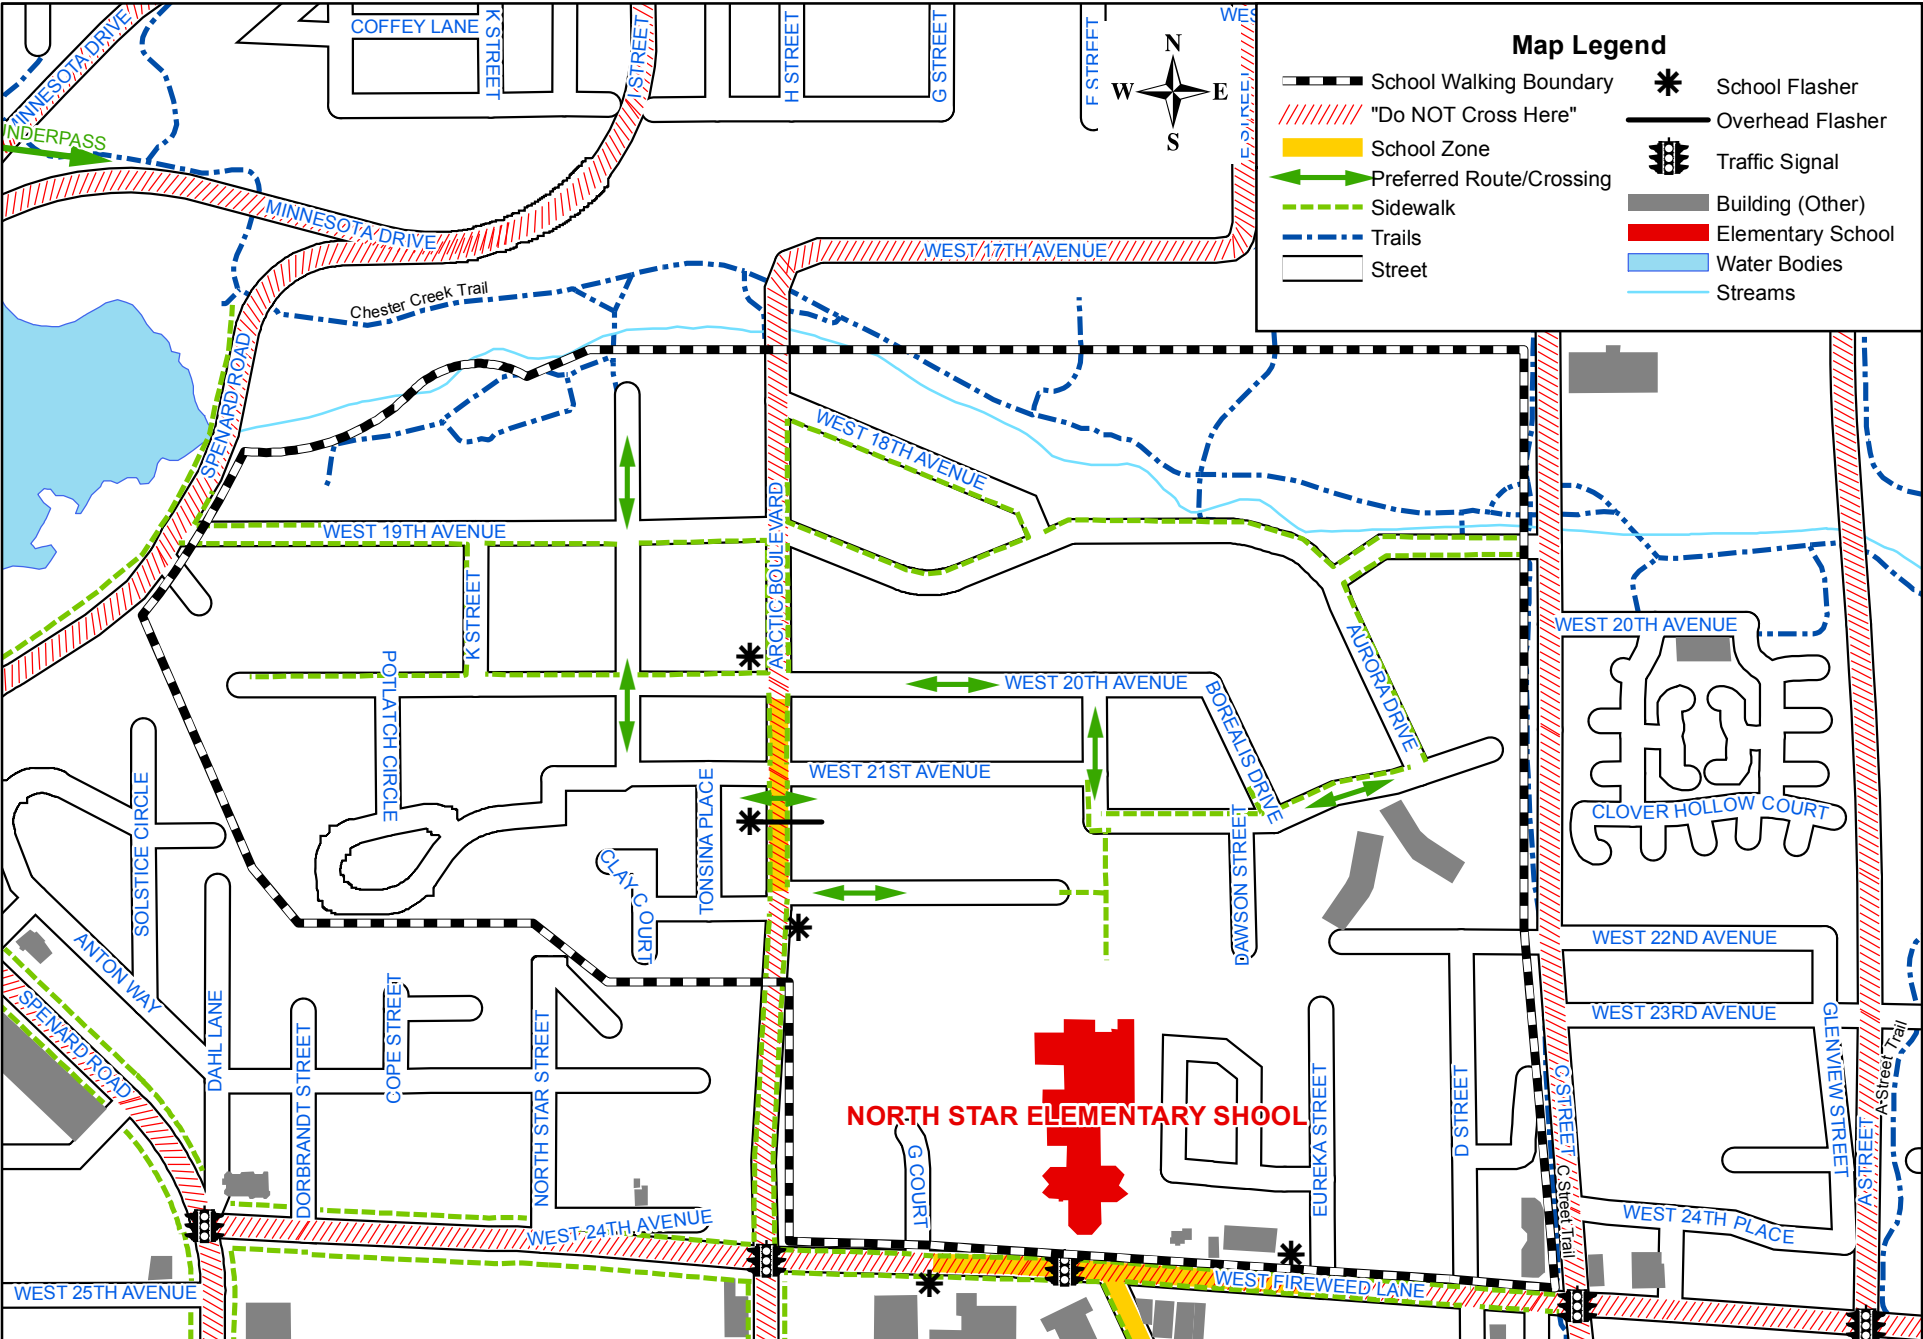 MINNESOTA DRIVE
COFFEY LANE
K STREET
I STREET
H STREET
G STREET
F STREET
N
W
E
S
MINNESOTA DRIVE
WEST 17TH AVENUE
Chester Creek Trail
Map Legend
School Walking Boundary
"Do NOT Cross Here"
School Zone
Preferred Route/Crossing
Sidewalk
Trails
Street
School Flasher
Overhead Flasher
Traffic Signal
Building (Other)
Elementary School
Water Bodies
Streams
SPENARD ROAD
WEST 18TH AVENUE
WEST 19TH AVENUE
ARCTIC BOULEVARD
K STREET
POTLATCH CIRCLE
WEST 20TH AVENUE
BOREALIS DRIVE
AURORA DRIVE
WEST 20TH AVENUE
WEST 21ST AVENUE
TONSINA PLACE
CLAY COURT
SOLSTICE CIRCLE
DAWSON STREET
CLOVER HOLLOW COURT
WEST 22ND AVENUE
WEST 23RD AVENUE
ANTON WAY
SPENARD ROAD
DAHL LANE
DORBRANDT STREET
COPE STREET
NORTH STAR STREET
NORTH STAR ELEMENTARY SHOOL
G COURT
EUREKA STREET
D STREET
C STREET
C Street Trail
GLENVIEW STREET
A STREET
A Street Trail
WEST 24TH AVENUE
WEST 24TH PLACE
WEST 25TH AVENUE
WEST FIREWEED LANE